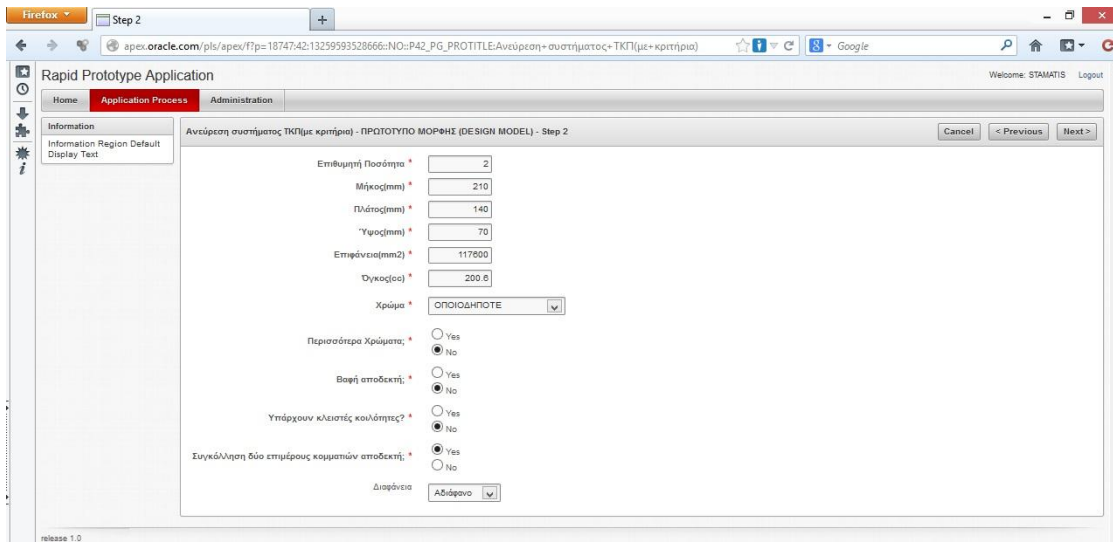 Firefox
Step 2
apex.oracle.com/pls/apex/f?p=18747:42:13259593528666::NO::P42_PG_PROTITLE:Ανεύρεση+συστήματος+ΤΚΠ(με+κριτήρια)
Google
Rapid Prototype Application
Welcome: STAMATIS Logout
Home Application Process Administration
Information
Information Region Default
Display Text
Ανεύρεση συστήματος ΤΚΠ(με κριτήρια) - ΠΡΩΤΟΤΥΠΟ ΜΟΡΦΗΣ (DESIGN MODEL) - Step 2
Cancel < Previous Next >
Επιθυμητή Ποσότητα * 2
Μήκος(mm) * 210
Πλάτος(mm) * 140
Ύψος(mm) * 70
Επιφάνεια(mm2) * 117600
Όγκος(cc) * 200.6
Χρώμα * ΟΠΟΙΟΔΗΠΟΤΕ
Περισσότερα Χρώματα; * Yes
No
Βαφή αποδεκτή; * Yes
No
Υπάρχουν κλειστές κοιλότητες? * Yes
No
Συγκόλληση δύο επιμέρους κομματιών αποδεκτή; * Yes
No
Διαφάνεια Αδιάφανο
release 1.0